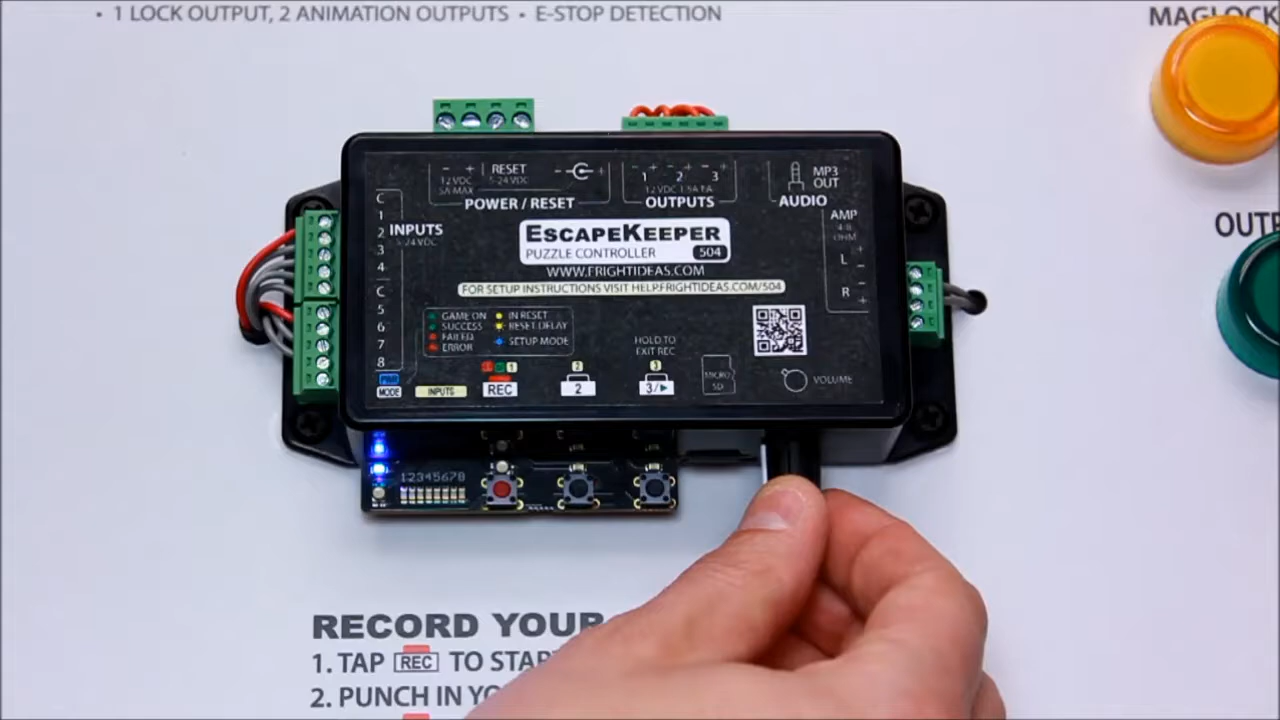 • 1 LOCK OUTPUT, 2 ANIMATION OUTPUTS • E-STOP DETECTION
MAGLOCK
- + RESET - +
12 VDC 5-24 VDC
5A MAX
POWER / RESET
- 1 + - 2 + - 3 +
12 VDC 1.5A EA
OUTPUTS
MP3
OUT
AUDIO
C
1
2
3
4
C
5
6
7
8
INPUTS
5-24VDC
ESCAPEKEEPER
PUZZLE CONTROLLER 504
WWW.FRIGHTIDEAS.COM
FOR SETUP INSTRUCTIONS VISIT HELP.FRIGHTIDEAS.COM/504
AMP
4-8
OHM
L + -
R - +
OUTP
GAME ON IN RESET
SUCCESS RESET DELAY
FAILED SETUP MODE
ERROR
HOLD TO
EXIT REC
1 2 3
MODE INPUTS REC 2 3/▶
MICRO
SD
VOLUME
12345678
RECORD YOUR
1. TAP REC TO STAR
2. PUNCH IN YO